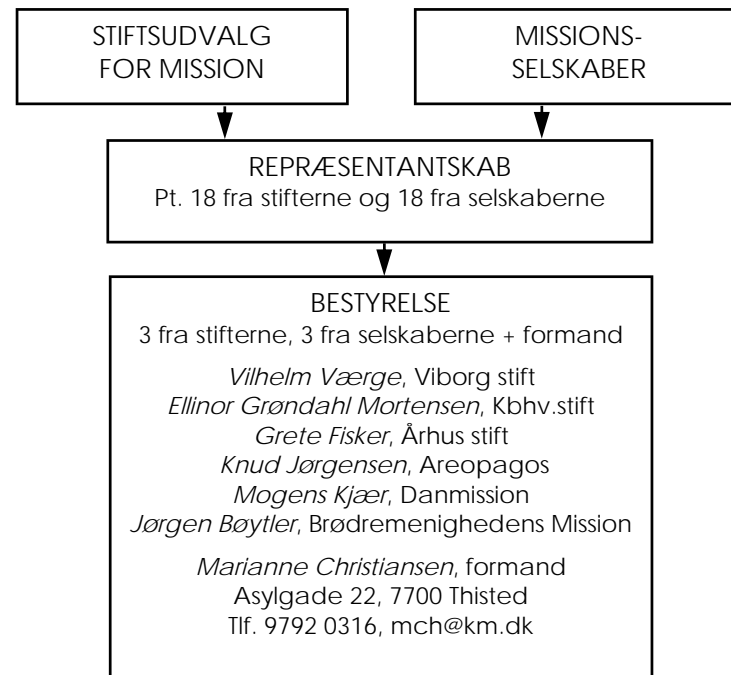 STIFTSUDVALG
FOR MISSION
MISSIONS-
SELSKABER
REPRÆSENTANTSKAB
Pt. 18 fra stifterne og 18 fra selskaberne
BESTYRELSE
3 fra stifterne, 3 fra selskaberne + formand
Vilhelm Værge, Viborg stift
Ellinor Grøndahl Mortensen, Kbhv.stift
Grete Fisker, Århus stift
Knud Jørgensen, Areopagos
Mogens Kjær, Danmission
Jørgen Bøytler, Brødremenighedens Mission
Marianne Christiansen, formand
Asylgade 22, 7700 Thisted
Tlf. 9792 0316, mch@km.dk